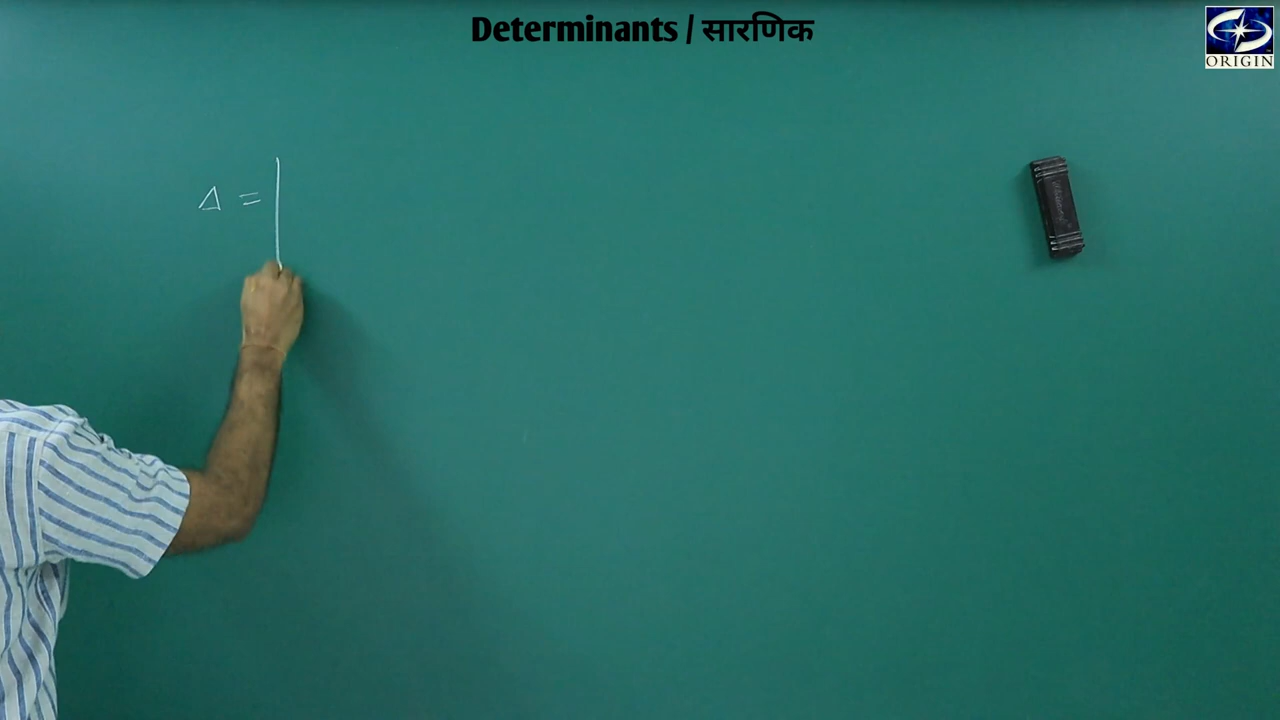 Determinants / सारणिक
ORIGIN
Δ = |